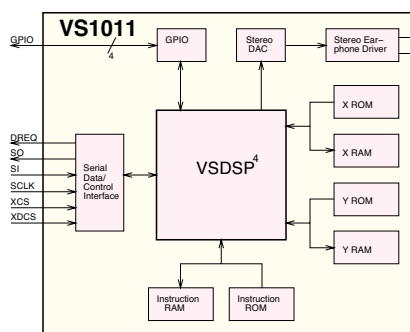 VS1011
GPIO
4
GPIO
Stereo
DAC
Stereo Ear-
phone Driver
DREQ
SO
SI
SCLK
XCS
XDCS
Serial
Data/
Control
Interface
VSDSP4
X ROM
X RAM
Y ROM
Y RAM
Instruction
RAM
Instruction
ROM